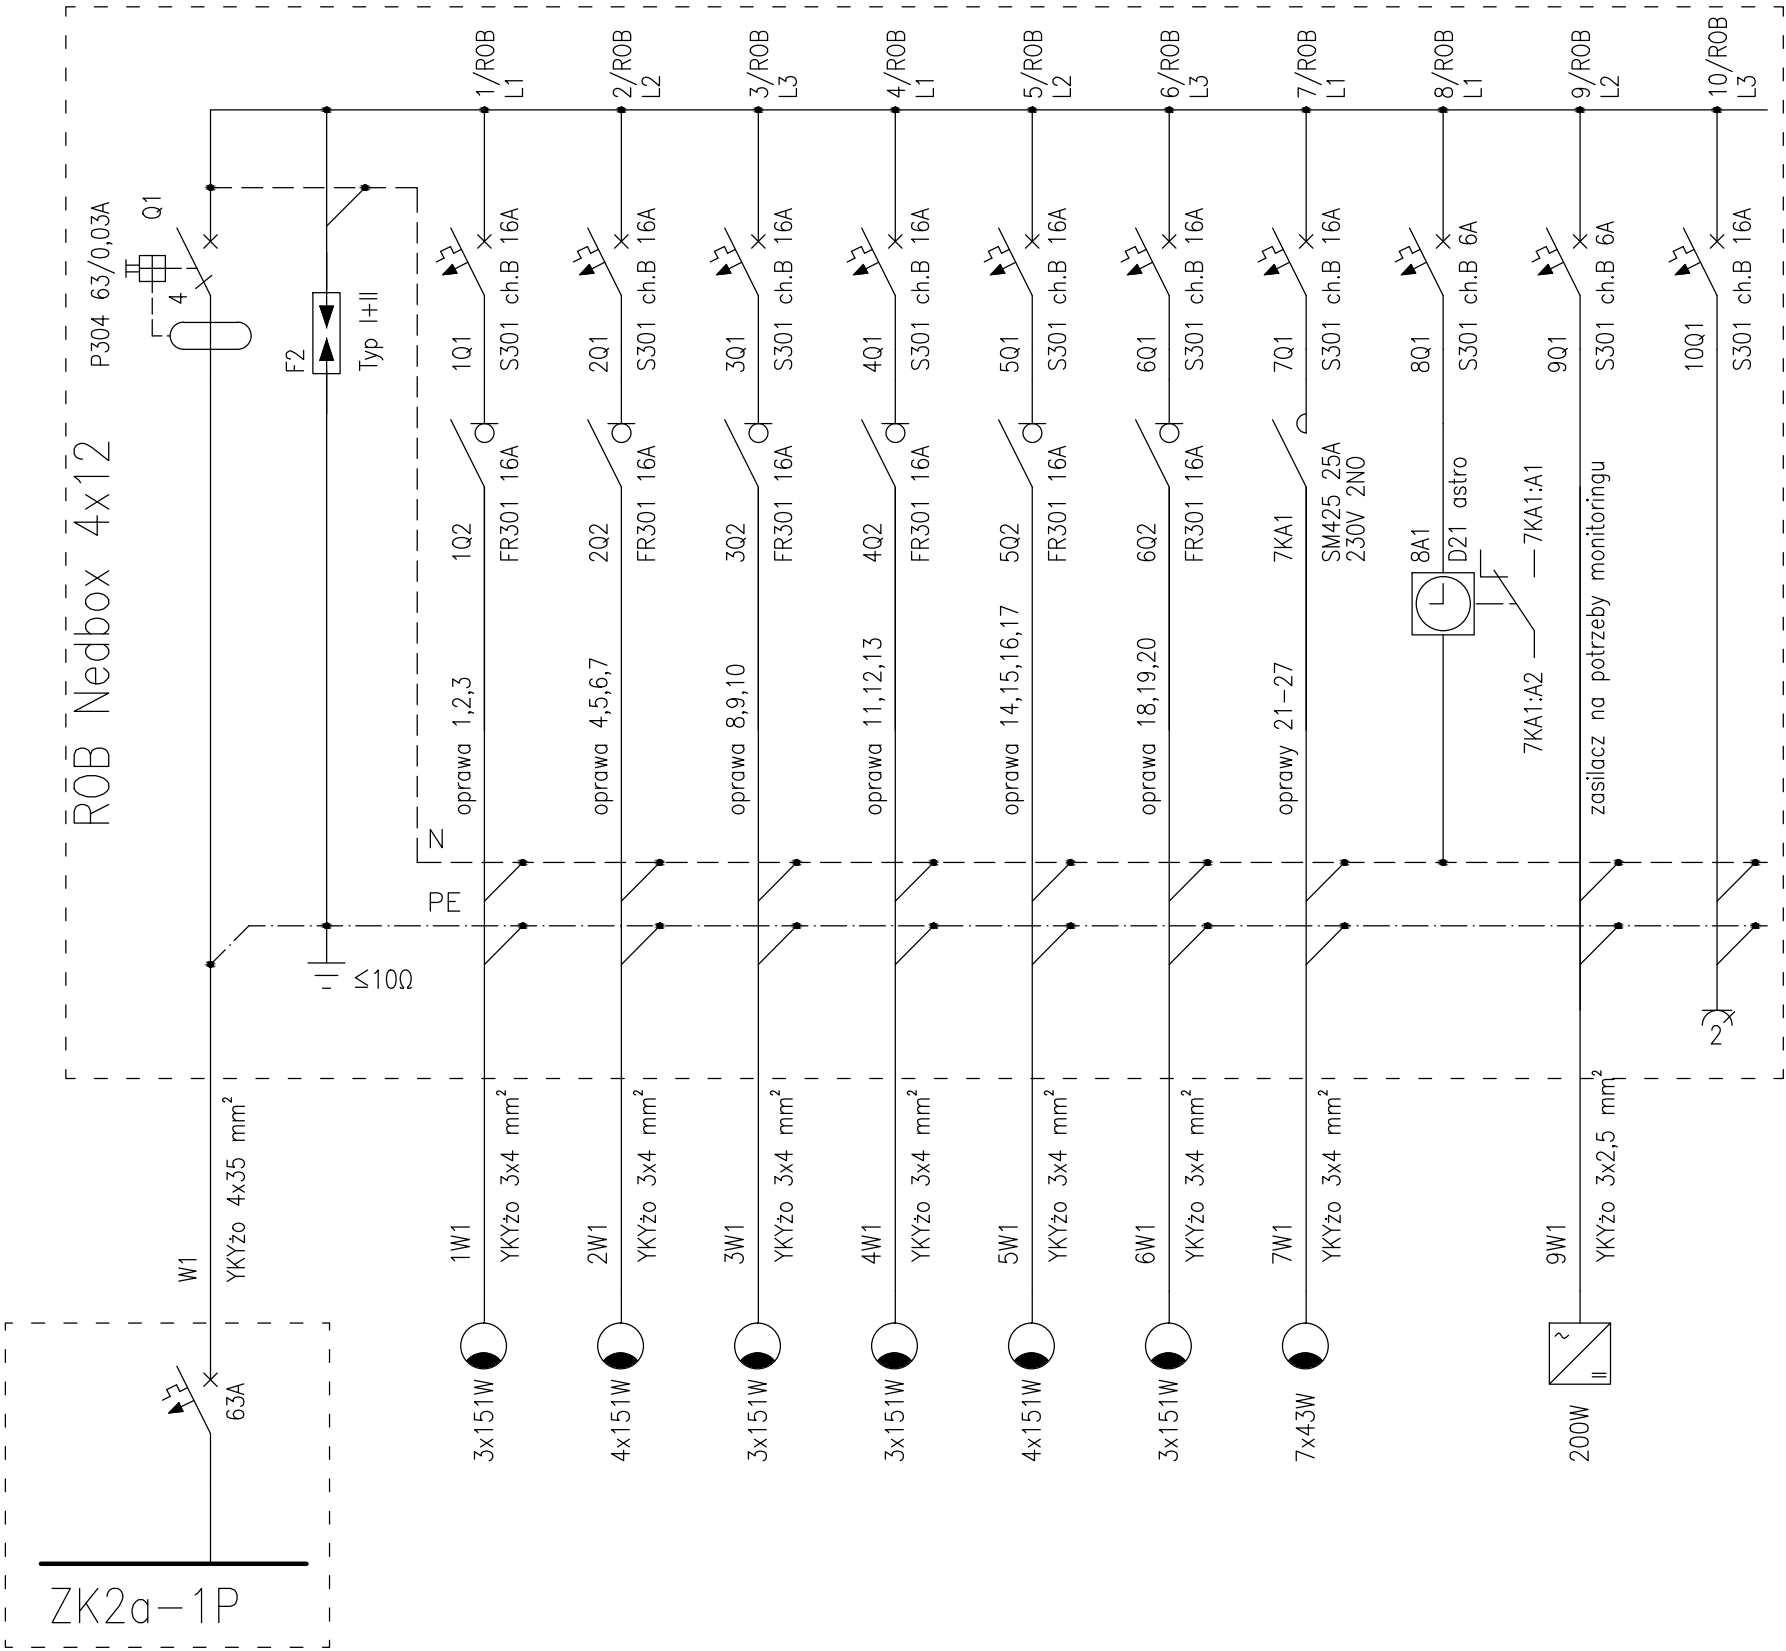 ROB Nedbox 4x12
P304 63/0,03A
Q1
4
F2
Typ I+II
≤10Ω
N
PE
W1
YKYżo 4x35 mm²
63A
ZK2a-1P
1/ROB
L1
1Q1
S301 ch.B 16A
1Q2
FR301 16A
oprawa 1,2,3
1W1
YKYżo 3x4 mm²
3x151W
2/ROB
L2
2Q1
S301 ch.B 16A
2Q2
FR301 16A
oprawa 4,5,6,7
2W1
YKYżo 3x4 mm²
4x151W
3/ROB
L3
3Q1
S301 ch.B 16A
3Q2
FR301 16A
oprawa 8,9,10
3W1
YKYżo 3x4 mm²
3x151W
4/ROB
L1
4Q1
S301 ch.B 16A
4Q2
FR301 16A
oprawa 11,12,13
4W1
YKYżo 3x4 mm²
3x151W
5/ROB
L2
5Q1
S301 ch.B 16A
5Q2
FR301 16A
oprawa 14,15,16,17
5W1
YKYżo 3x4 mm²
4x151W
6/ROB
L3
6Q1
S301 ch.B 16A
6Q2
FR301 16A
oprawa 18,19,20
6W1
YKYżo 3x4 mm²
3x151W
7/ROB
L1
7Q1
S301 ch.B 16A
7KA1
SM425 25A
230V 2NO
oprawy 21-27
7W1
YKYżo 3x4 mm²
7x43W
8/ROB
L1
8Q1
S301 ch.B 6A
8A1
D21 astro
7KA1:A1
7KA1:A2
9/ROB
L2
9Q1
S301 ch.B 6A
zasilacz na potrzeby monitoringu
9W1
YKYżo 3x2,5 mm²
200W
10/ROB
L3
10Q1
S301 ch.B 16A
2